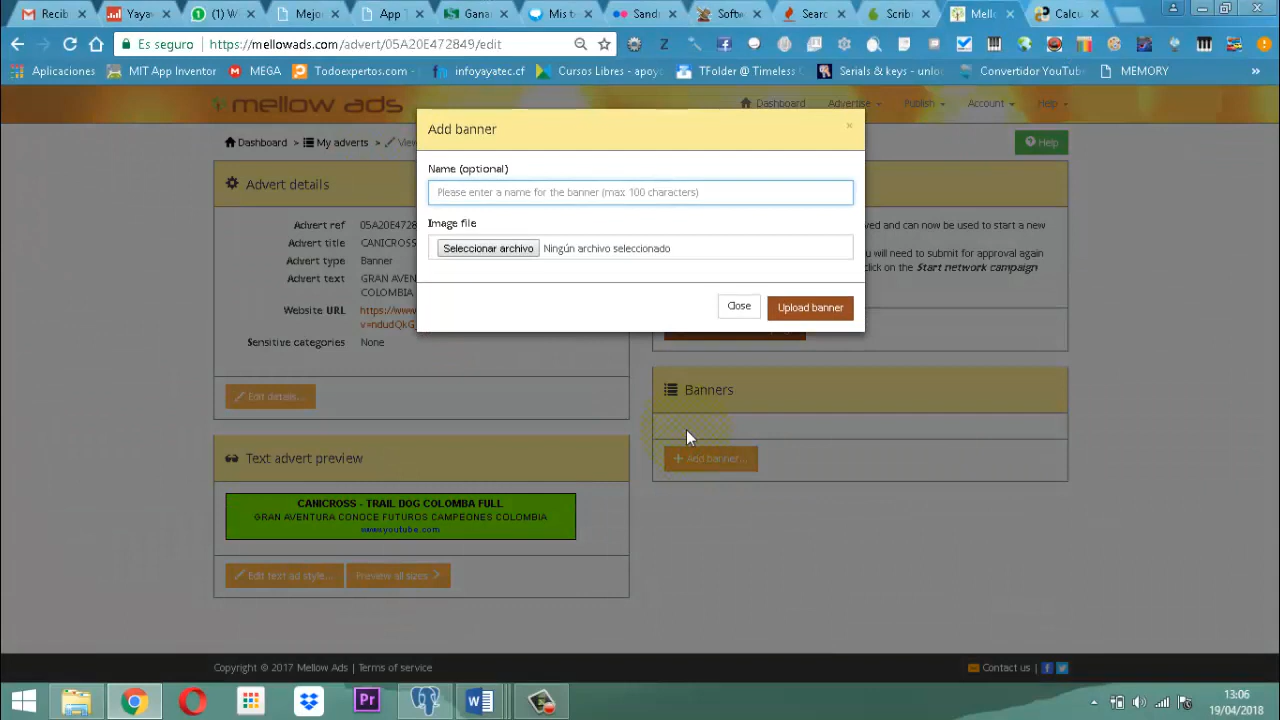 Recib
Yaya
(1) W
Mejo
App T
Gana
Mis t
Sand
Softw
Searc
Scrib
Mello
Calcu
Es seguro
https://mellowads.com/advert/05A20E472849/edit
Aplicaciones
MIT App Inventor
MEGA
Todoexpertos.com -
infoyayatec.cf
Cursos Libres - apoy
TFolder @ Timeless
Serials & keys - unlo
Convertidor YouTube
MEMORY
»
mellow ads
Dashboard
Advertise
Publish
Account
Help
Dashboard > My adverts > View
Help
Add banner
×
Name (optional)
Please enter a name for the banner (max 100 characters)
Image file
Seleccionar archivo Ningún archivo seleccionado
Close
Upload banner
Advert details
Advert ref 05A20E4728
Advert title CANICROSS
Advert type Banner
Advert text GRAN AVEN
COLOMBIA
Website URL https://www
v=ndudQkG
Sensitive categories None
Edit details...
ved and can now be used to start a new
ou will need to submit for approval again
click on the Start network campaign
Banners
+ Add banner...
Text advert preview
CANICROSS - TRAIL DOG COLOMBA FULL
GRAN AVENTURA CONOCE FUTUROS CAMPEONES COLOMBIA
www.youtube.com
Edit text ad style...
Preview all sizes
Copyright © 2017 Mellow Ads | Terms of service
Contact us
Pr
13:06
19/04/2018